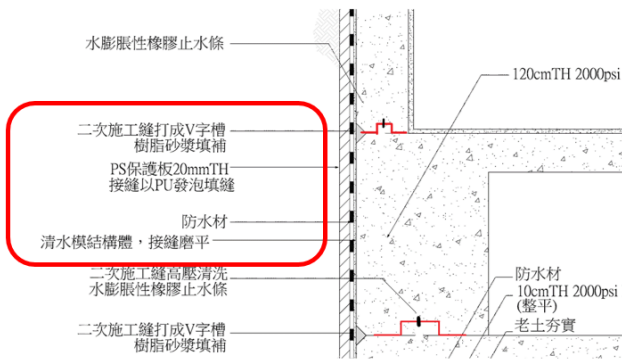 水膨脹性橡膠止水條
120cmTH 2000psi
二次施工縫打成V字槽
樹脂砂漿填補
PS保護板20mmTH
接縫以PU發泡填縫
防水材
清水模結構體，接縫磨平
二次施工縫高壓清洗
水膨脹性橡膠止水條
防水材
10cmTH 2000psi
(整平)
老土夯實
二次施工縫打成V字槽
樹脂砂漿填補